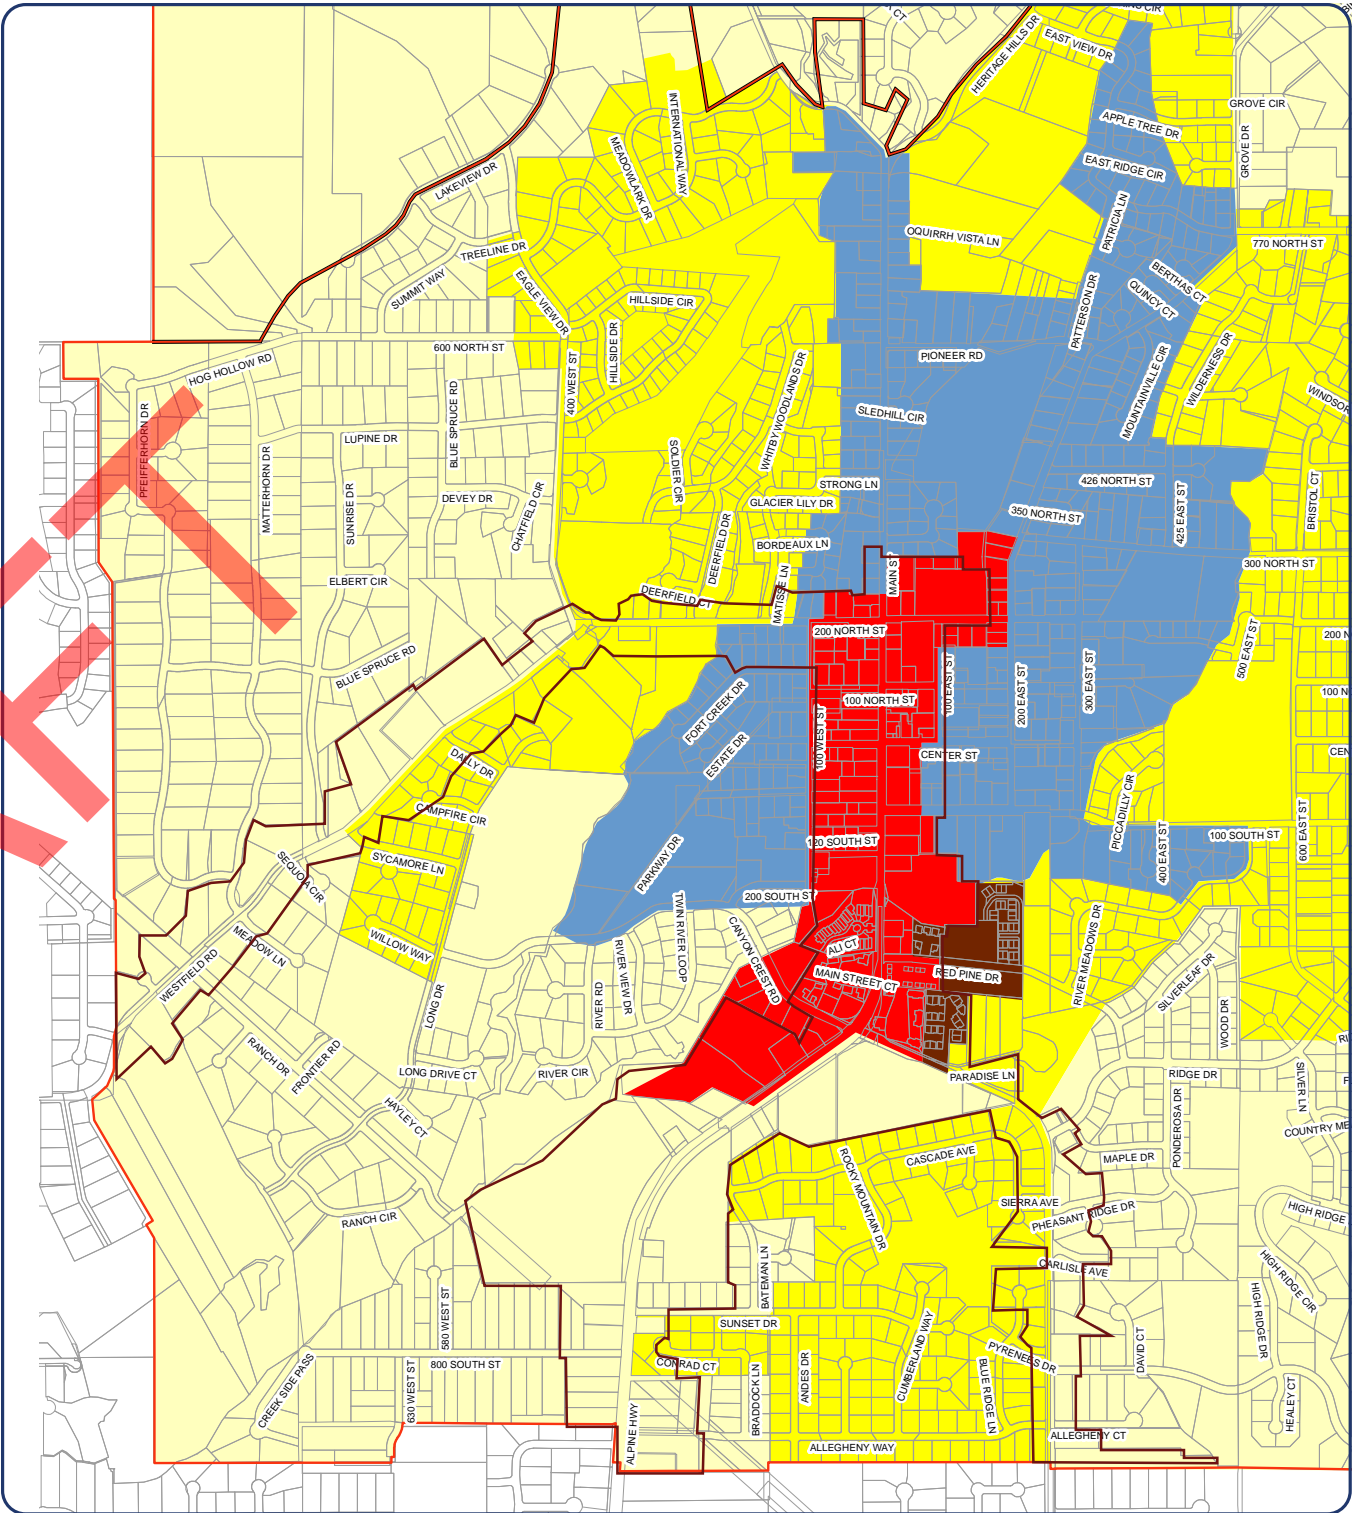 CT
HERITAGE HILLS DR
EAST VIEW DR
GROVE CIR
INTERNATIONAL WAY
APPLE TREE DR
MEADOWLARK DR
GROVE DR
LAKEVIEW DR
EAST RIDGE CIR
PATRICIA LN
OQUIRRH VISTA LN
770 NORTH ST
TREELINE DR
SUMMIT WAY
EAGLE VIEW DR
BERTHAS CT
QUINCY CT
HILLSIDE CIR
PATTERSON DR
HILLSIDE DR
600 NORTH ST
PIONEER RD
HOG HOLLOW RD
400 WEST ST
WILDERNESS DR
MOUNTAINVILLE CIR
WHITBY WOODLANDS DR
WINDSOR
PFEIFFERHORN DR
BLUE SPRUCE RD
SLEDHILL CIR
LUPINE DR
MATTERHORN DR
SOLDIER CIR
STRONG LN
426 NORTH ST
SUNRISE DR
DEVEY DR
CHATFIELD CIR
GLACIER LILY DR
350 NORTH ST
425 EAST ST
BRISTOL CT
DEERFIELD DR
BORDEAUX LN
MAIN ST
300 NORTH ST
ELBERT CIR
DEERFIELD CT
MATISSE LN
200 NORTH ST
200 N
500 EAST ST
BLUE SPRUCE RD
100 EAST ST
200 EAST ST
300 EAST ST
100 N
FORT CREEK DR
100 NORTH ST
100 WEST ST
ESTATE DR
CENTER ST
CEN
DALLY DR
CAMPFIRE CIR
PICCADILLY CIR
100 SOUTH ST
600 EAST ST
120 SOUTH ST
400 EAST ST
SYCAMORE LN
PARKWAY DR
SEQUOIA CIR
200 SOUTH ST
TWIN RIVER LOOP
CANYON CREST RD
RIVER MEADOWS DR
WILLOW WAY
MEADOW LN
ALI CT
RIVER VIEW DR
WESTFIELD RD
MAIN STREET CT
RED PINE DR
SILVERLEAF DR
LONG DR
RIVER RD
WOOD DR
RANCH DR
FRONTIER RD
RI
LONG DRIVE CT
RIVER CIR
PARADISE LN
RIDGE DR
SILVER LN
F
HAYLEY CT
PONDEROSA DR
COUNTRY ME
CASCADE AVE
MAPLE DR
ROCKY MOUNTAIN DR
SIERRA AVE
PHEASANT RIDGE DR
HIGH RIDGE
RANCH CIR
CARLISLE AVE
BATEMAN LN
HIGH RIDGE CIR
580 WEST ST
HIGH RIDGE DR
SUNSET DR
CUMBERLAND WAY
PYRENEES DR
DAVID CT
800 SOUTH ST
CONRAD CT
CREEK SIDE PASS
630 WEST ST
BRADDOCK LN
ANDES DR
BLUE RIDGE LN
HEALEY CT
ALPINE HWY
ALLEGHENY WAY
ALLEGHENY CT